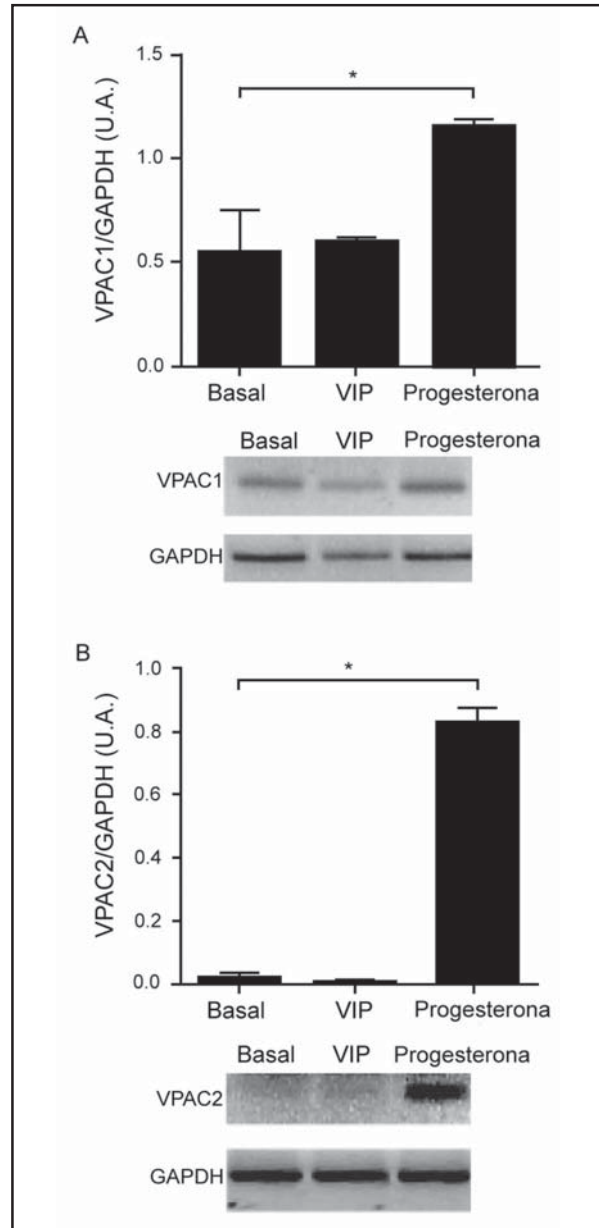 A
VPAC1/GAPDH (U.A.)
1.5
1.0
0.5
0.0
*
Basal VIP Progesterona
Basal VIP Progesterona
VPAC1
GAPDH
B
VPAC2/GAPDH (U.A.)
1.0
0.8
0.6
0.4
0.2
0.0
*
Basal VIP Progesterona
Basal VIP Progesterona
VPAC2
GAPDH